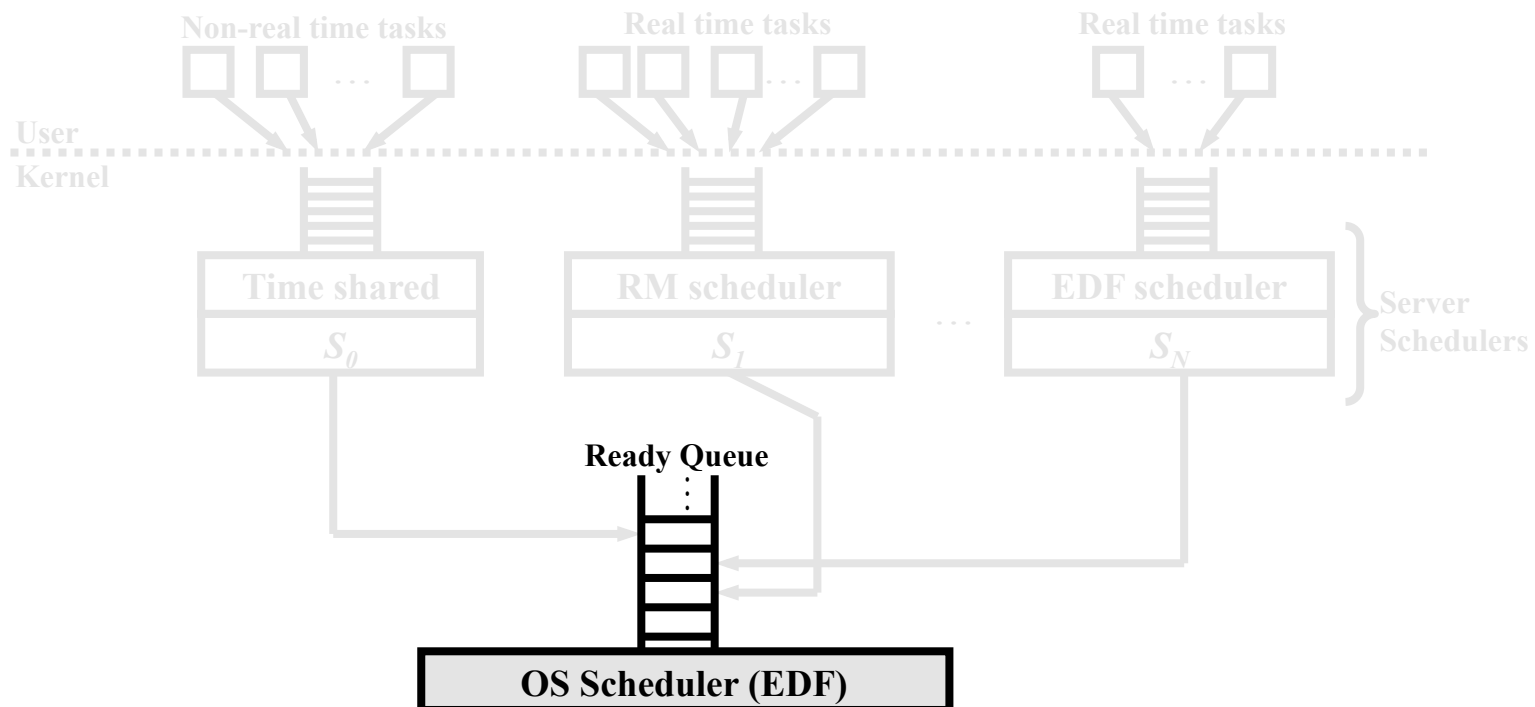 Non-real time tasks
Real time tasks
Real time tasks
. . .
. . .
. . .
User
Kernel
Time shared
RM scheduler
EDF scheduler
S0
S1
. . .
SN
Server
Schedulers
Ready Queue
OS Scheduler (EDF)